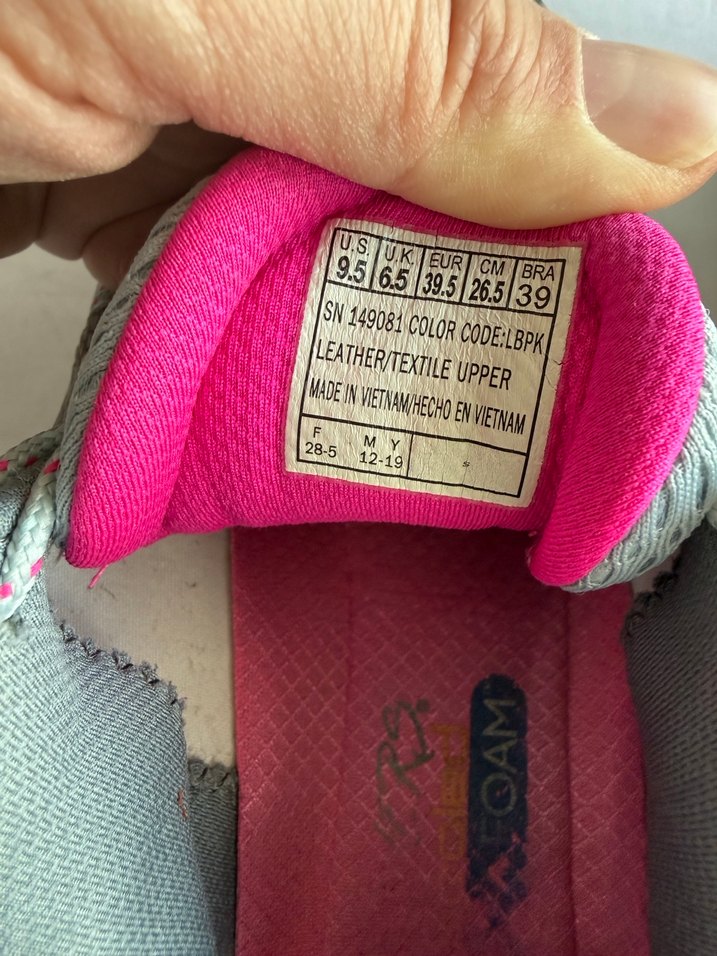 U.S. U.K. EUR CM BRA
9.5 6.5 39.5 26.5 39
SN 149081 COLOR CODE:LBPK
LEATHER/TEXTILE UPPER
MADE IN VIETNAM/HECHO EN VIETNAM
F M Y
28-5 12-19 s
FOAM